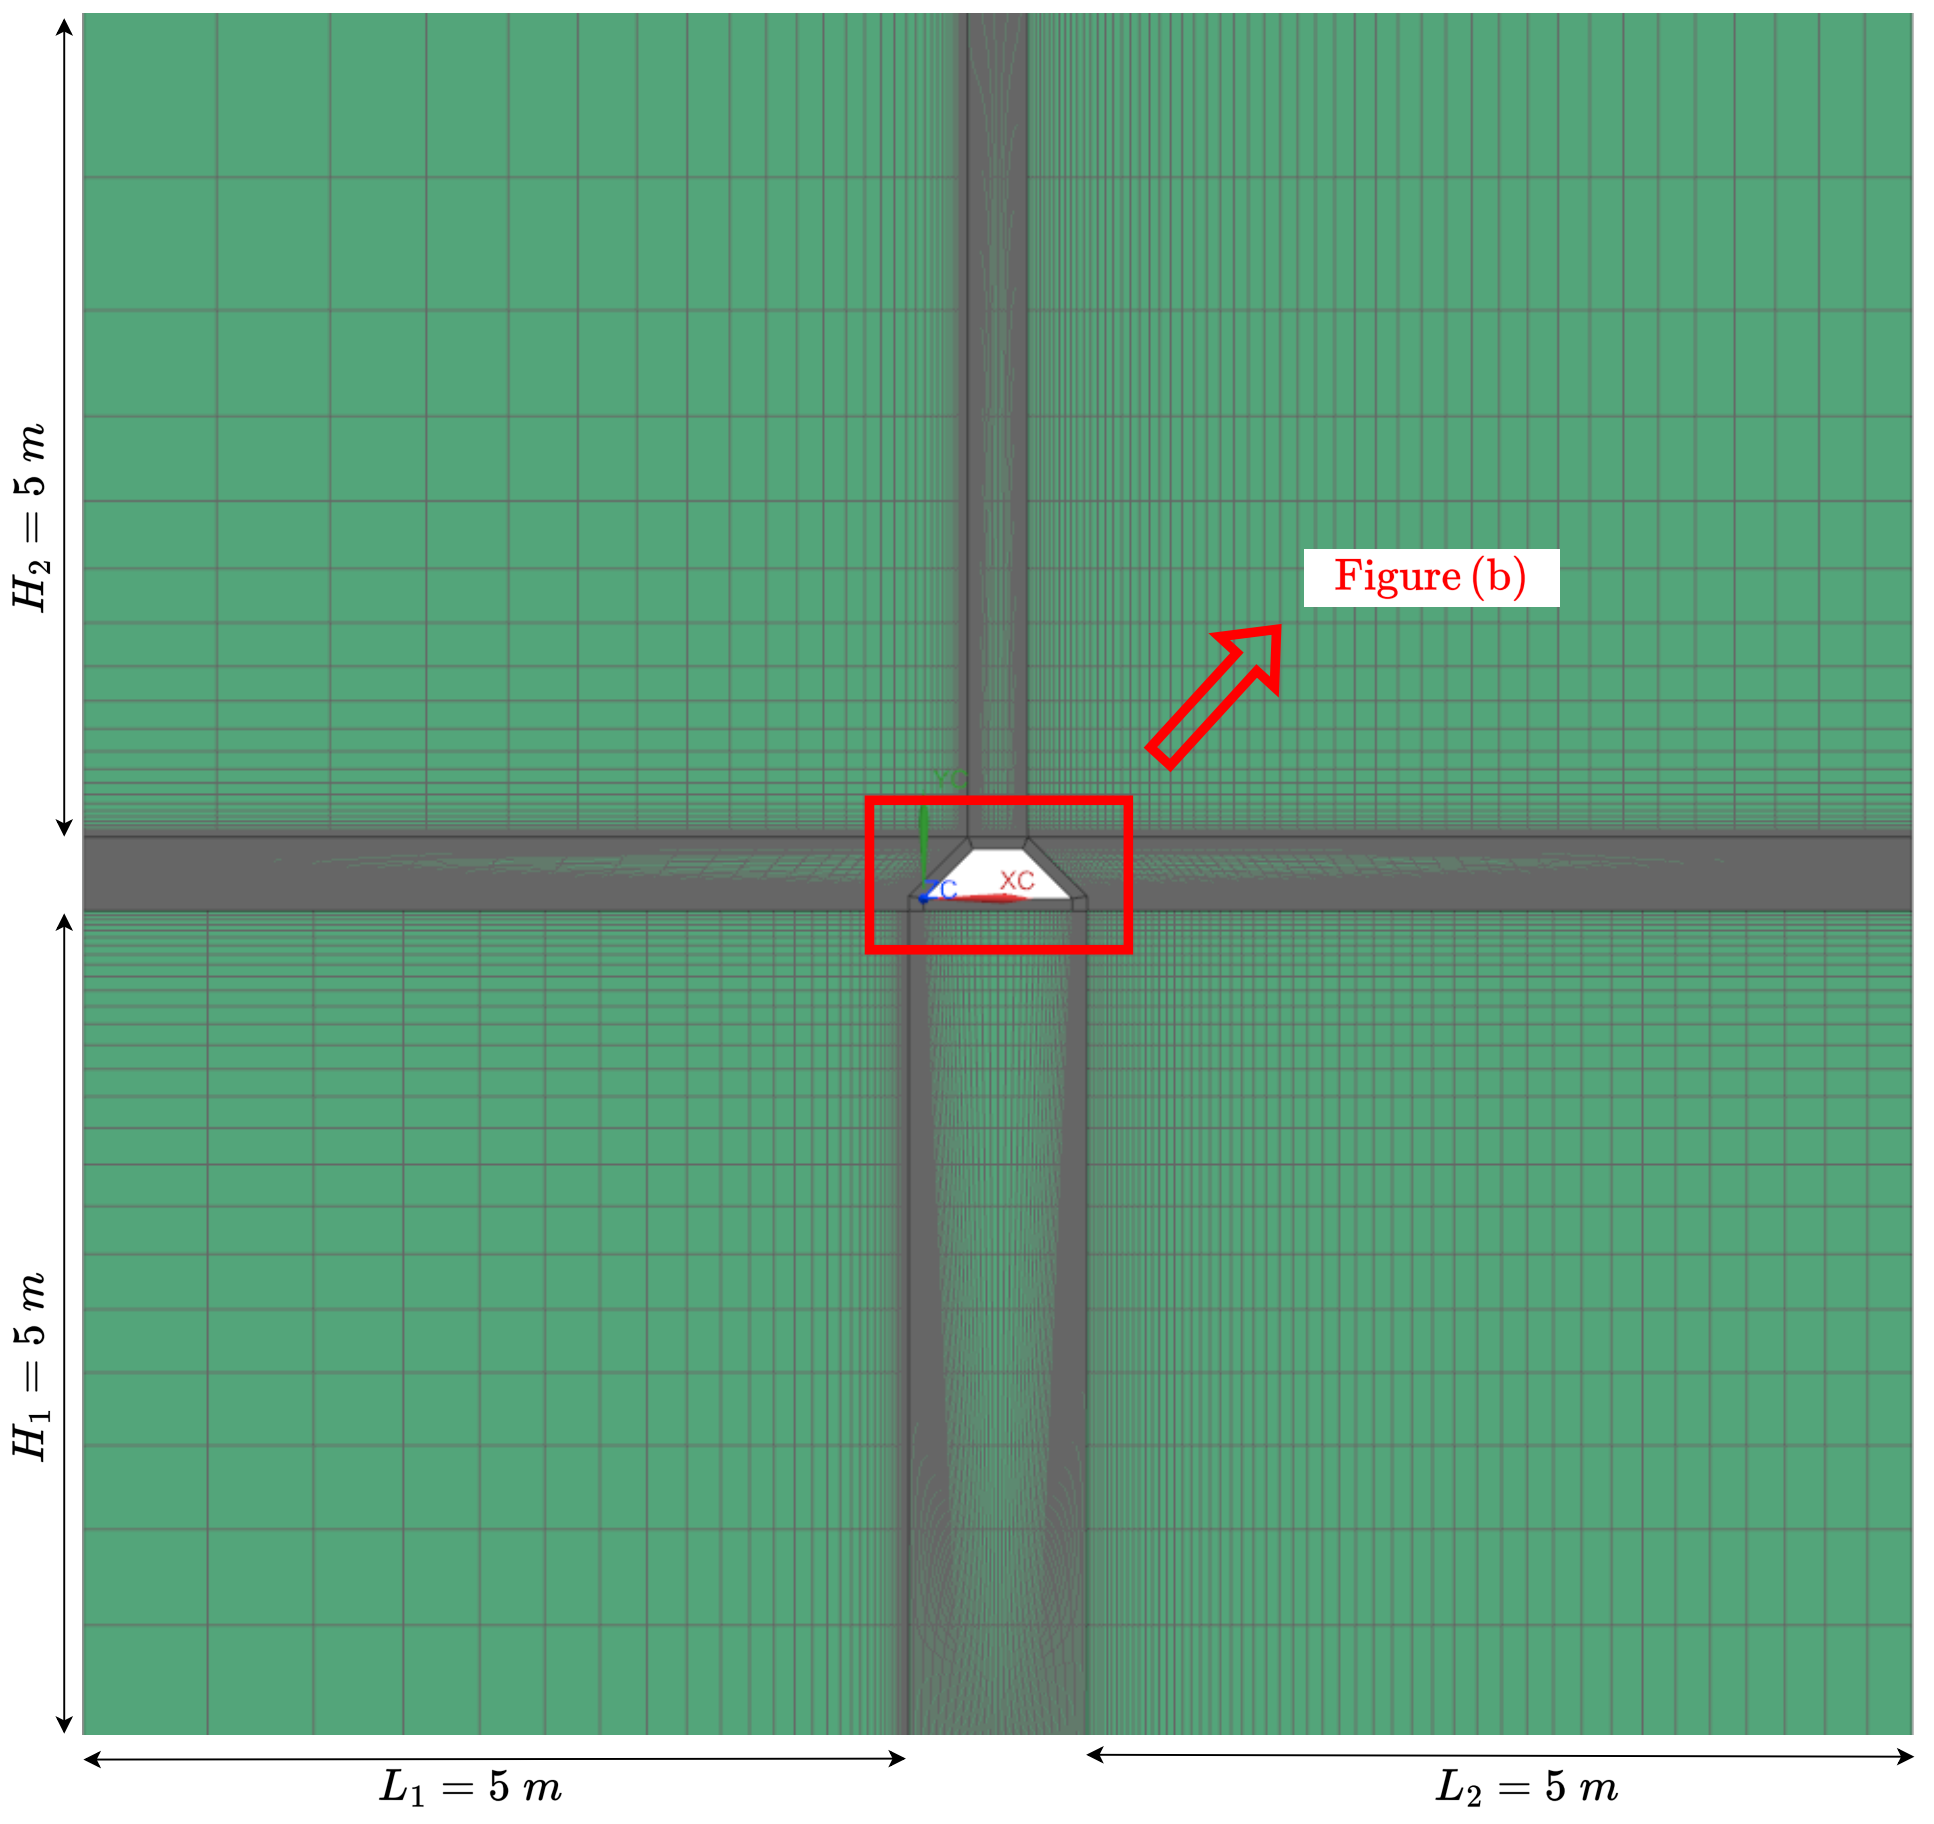 H₂ = 5 m
Figure (b)
YC
ZC
XC
H₁ = 5 m
L₁ = 5 m
L₂ = 5 m